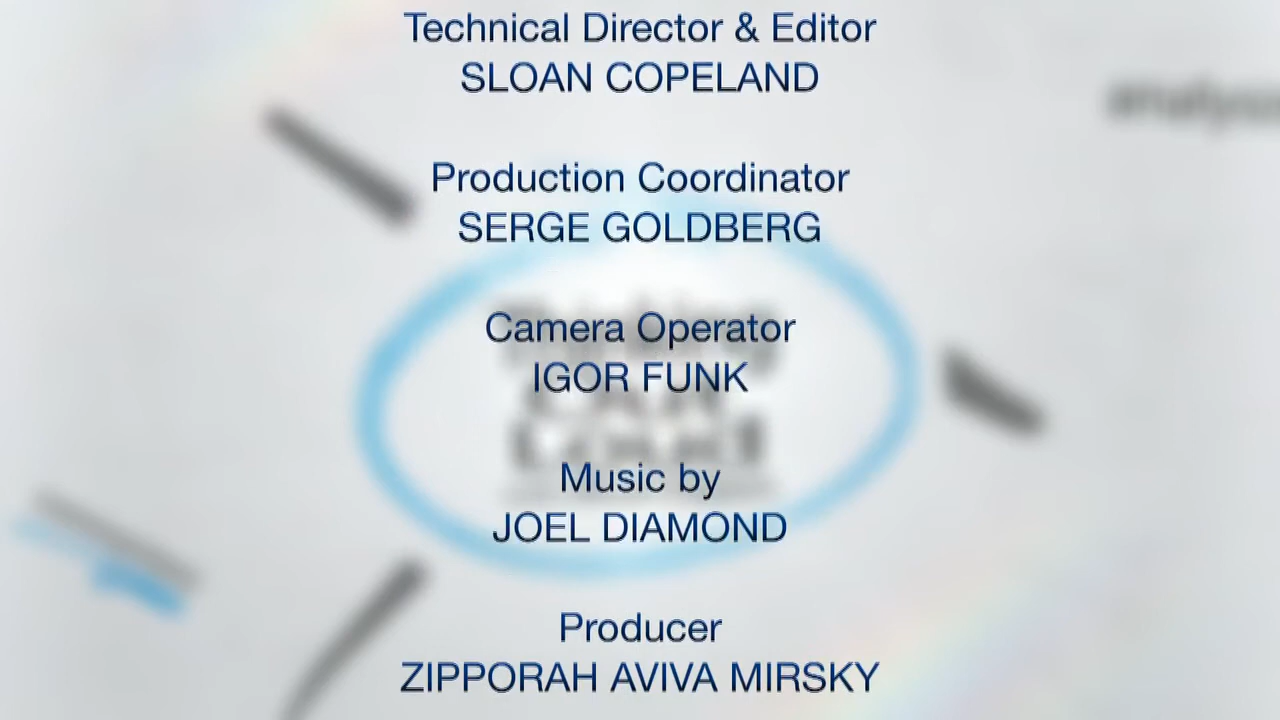 Technical Director & Editor
SLOAN COPELAND
Production Coordinator
SERGE GOLDBERG
Camera Operator
IGOR FUNK
Music by
JOEL DIAMOND
Producer
ZIPPORAH AVIVA MIRSKY